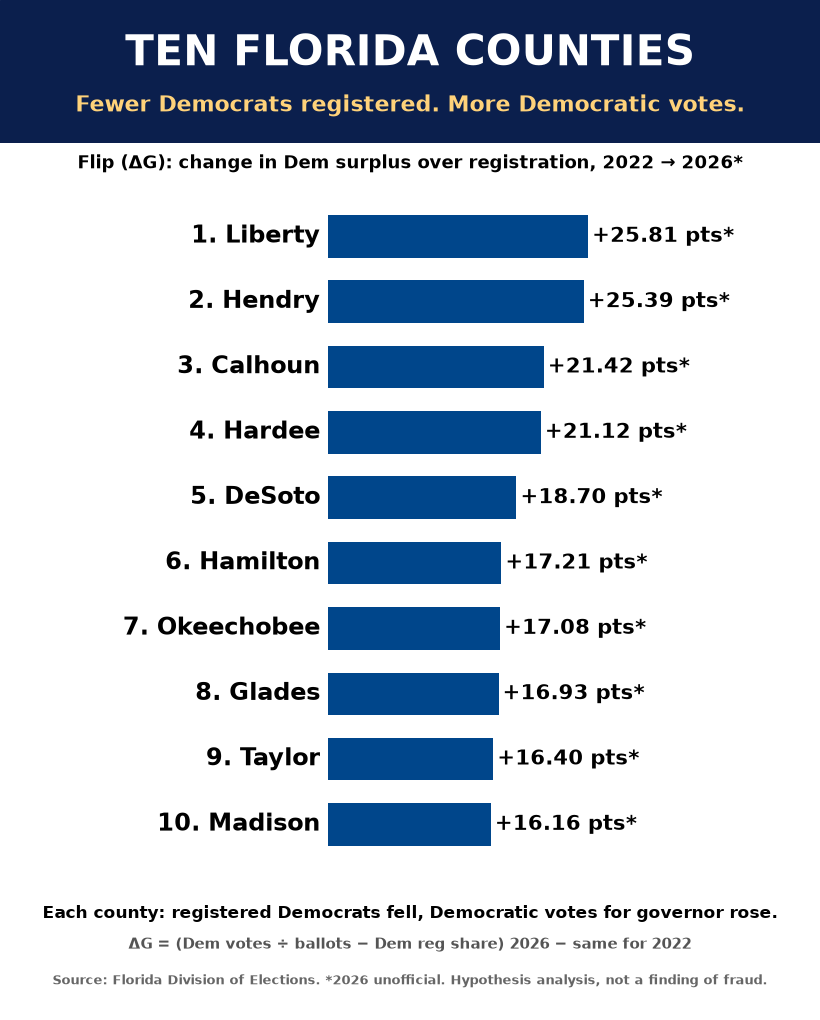 TEN FLORIDA COUNTIES
Fewer Democrats registered. More Democratic votes.
Flip (ΔG): change in Dem surplus over registration, 2022 → 2026*
1. Liberty +25.81 pts*
2. Hendry +25.39 pts*
3. Calhoun +21.42 pts*
4. Hardee +21.12 pts*
5. DeSoto +18.70 pts*
6. Hamilton +17.21 pts*
7. Okeechobee +17.08 pts*
8. Glades +16.93 pts*
9. Taylor +16.40 pts*
10. Madison +16.16 pts*
Each county: registered Democrats fell, Democratic votes for governor rose.
ΔG = (Dem votes ÷ ballots − Dem reg share) 2026 − same for 2022
Source: Florida Division of Elections. *2026 unofficial. Hypothesis analysis, not a finding of fraud.